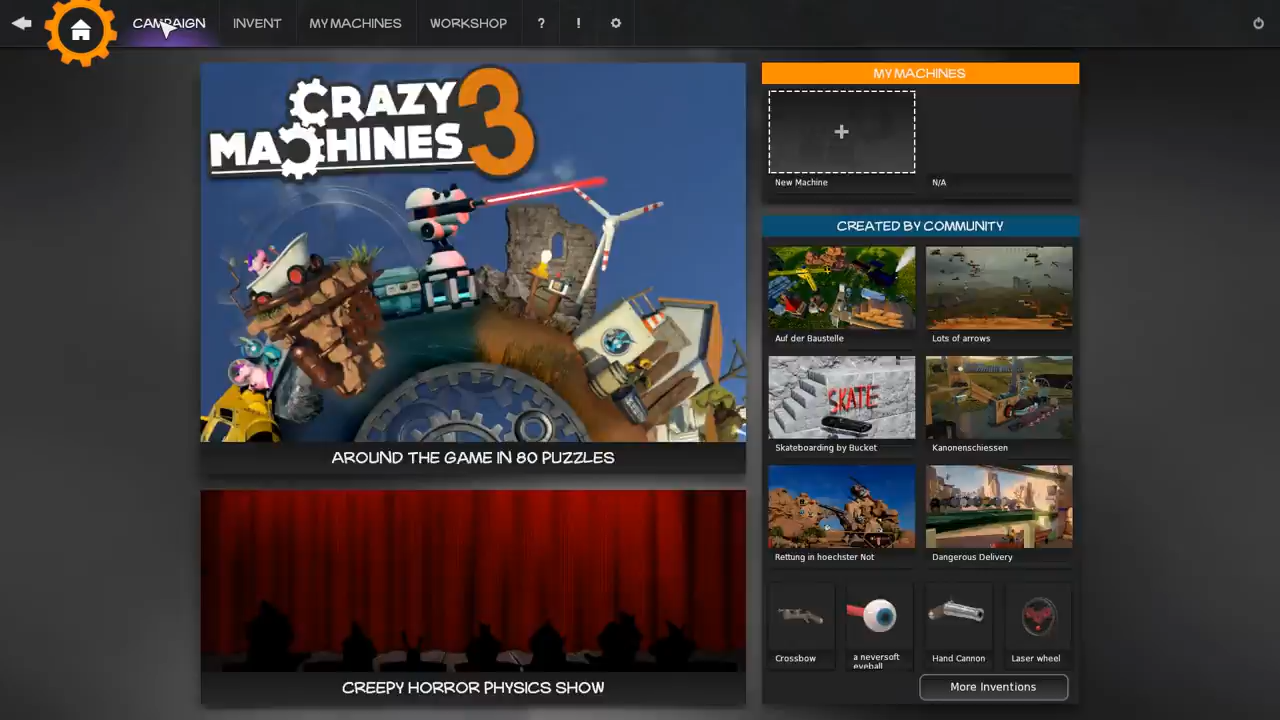 CAMPAIGN
INVENT
MY MACHINES
WORKSHOP
?
!
CRAZY
MACHINES 3
AROUND THE GAME IN 80 PUZZLES
CREEPY HORROR PHYSICS SHOW
MY MACHINES
+
New Machine
N/A
CREATED BY COMMUNITY
Auf der Baustelle
Lots of arrows
SKATE
Skateboarding by Bucket
Kanonenschiessen
Rettung in hoechster Not
Dangerous Delivery
Crossbow
a neversoft
eyeball
Hand Cannon
Laser wheel
More Inventions